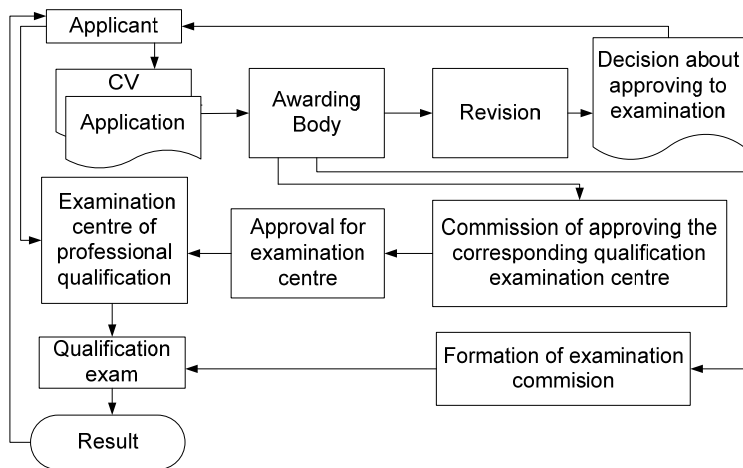 Applicant
CV
Application
Awarding
Body
Revision
Decision about
approving to
examination
Examination
centre of
professional
qualification
Approval for
examination
centre
Commission of approving the
corresponding qualification
examination centre
Qualification
exam
Formation of examination
commision
Result